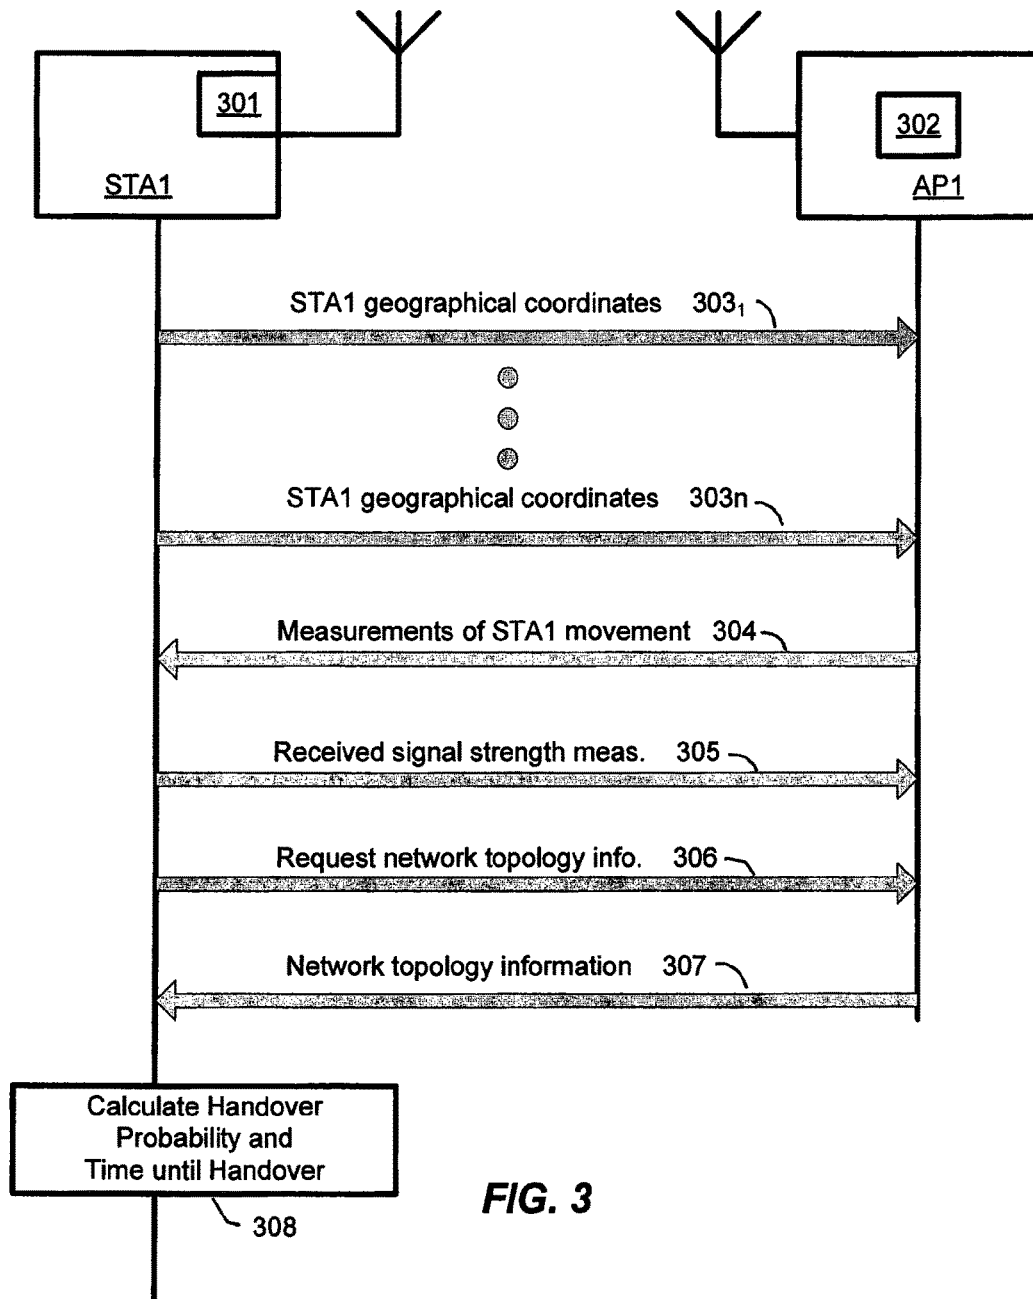 301
302
STA1
AP1
STA1 geographical coordinates 303₁
STA1 geographical coordinates 303n
Measurements of STA1 movement 304
Received signal strength meas. 305
Request network topology info. 306
Network topology information 307
Calculate Handover
Probability and
Time until Handover
308
FIG. 3